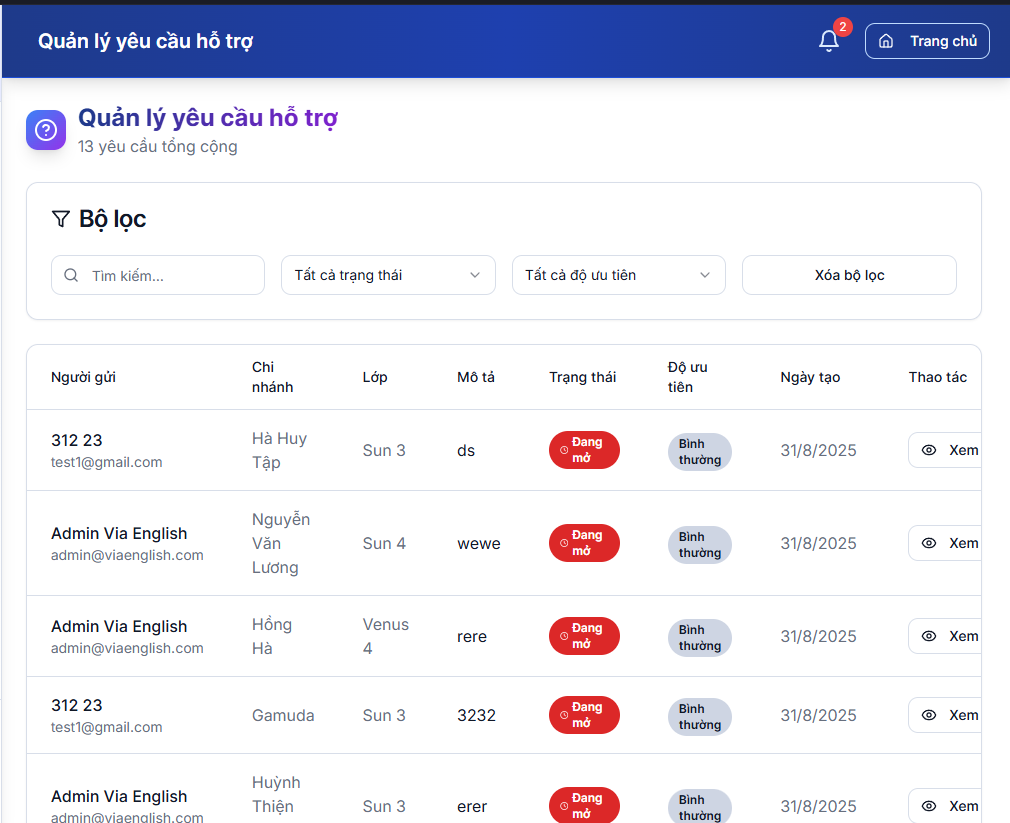 Quản lý yêu cầu hỗ trợ
2
Trang chủ
Quản lý yêu cầu hỗ trợ
13 yêu cầu tổng cộng
Bộ lọc
Tìm kiếm...
Tất cả trạng thái
Tất cả độ ưu tiên
Xóa bộ lọc
Người gửi
Chi
nhánh
Lớp
Mô tả
Trạng thái
Độ ưu
tiên
Ngày tạo
Thao tác
312 23
test1@gmail.com
Hà Huy
Tập
Sun 3
ds
Đang
mở
Bình
thường
31/8/2025
Xem
Admin Via English
admin@viaenglish.com
Nguyễn
Văn
Lương
Sun 4
wewe
Đang
mở
Bình
thường
31/8/2025
Xem
Admin Via English
admin@viaenglish.com
Hồng
Hà
Venus
4
rere
Đang
mở
Bình
thường
31/8/2025
Xem
312 23
test1@gmail.com
Gamuda
Sun 3
3232
Đang
mở
Bình
thường
31/8/2025
Xem
Admin Via English
admin@viaenglish.com
Huỳnh
Thiện
Sun 3
erer
Đang
mở
Bình
thường
31/8/2025
Xem